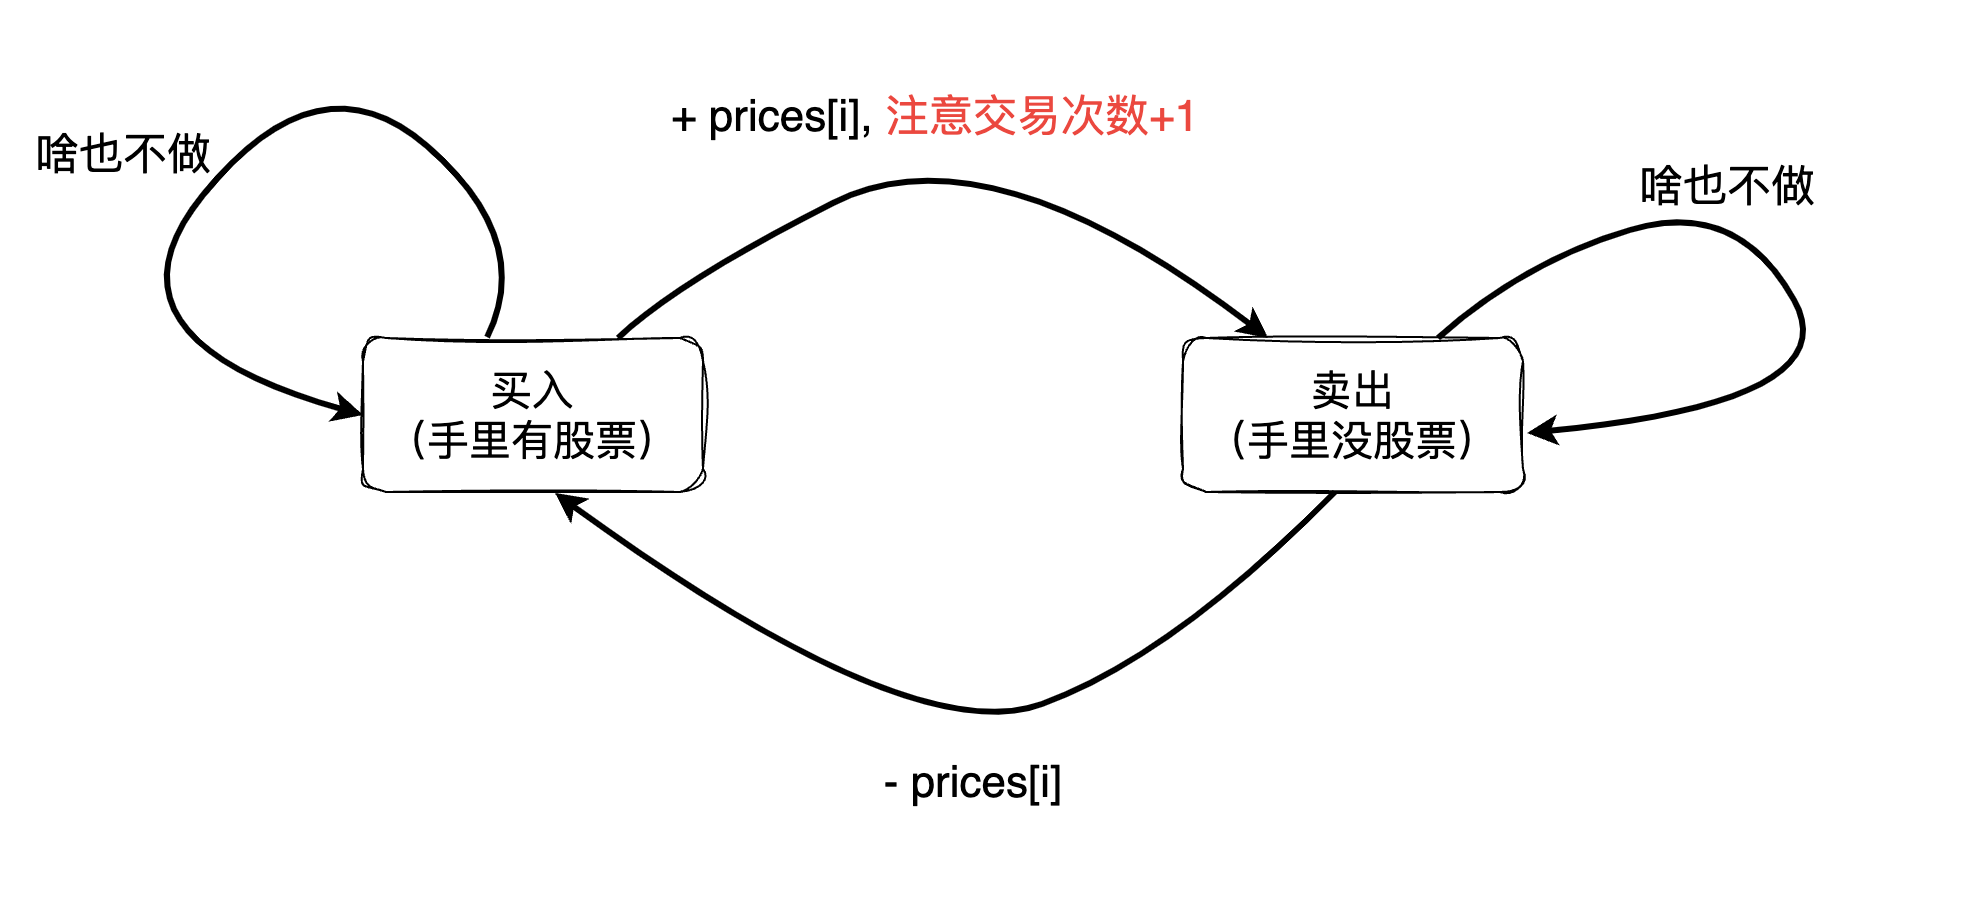 + prices[i], 注意交易次数+1
啥也不做
啥也不做
买入
(手里有股票)
卖出
(手里没股票)
- prices[i]